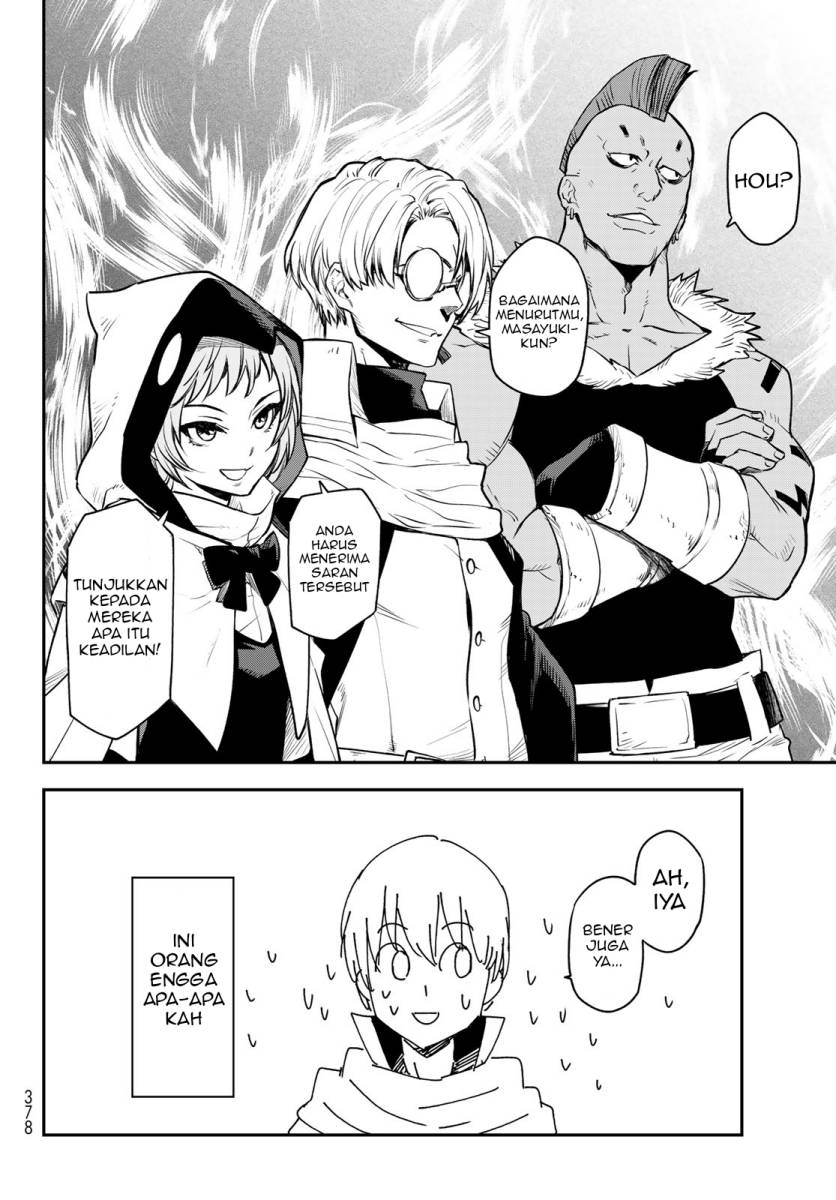 HOU?
BAGAIMANA
MENURUTMU,
MASAYUKI-
KUN?
ANDA
HARUS
MENERIMA
SARAN
TERSEBUT
TUNJUKKAN
KEPADA
MEREKA
APA ITU
KEADILAN!
AH,
IYA
BENER
JUGA
YA...
INI
ORANG
ENGGA
APA-APA
KAH
378